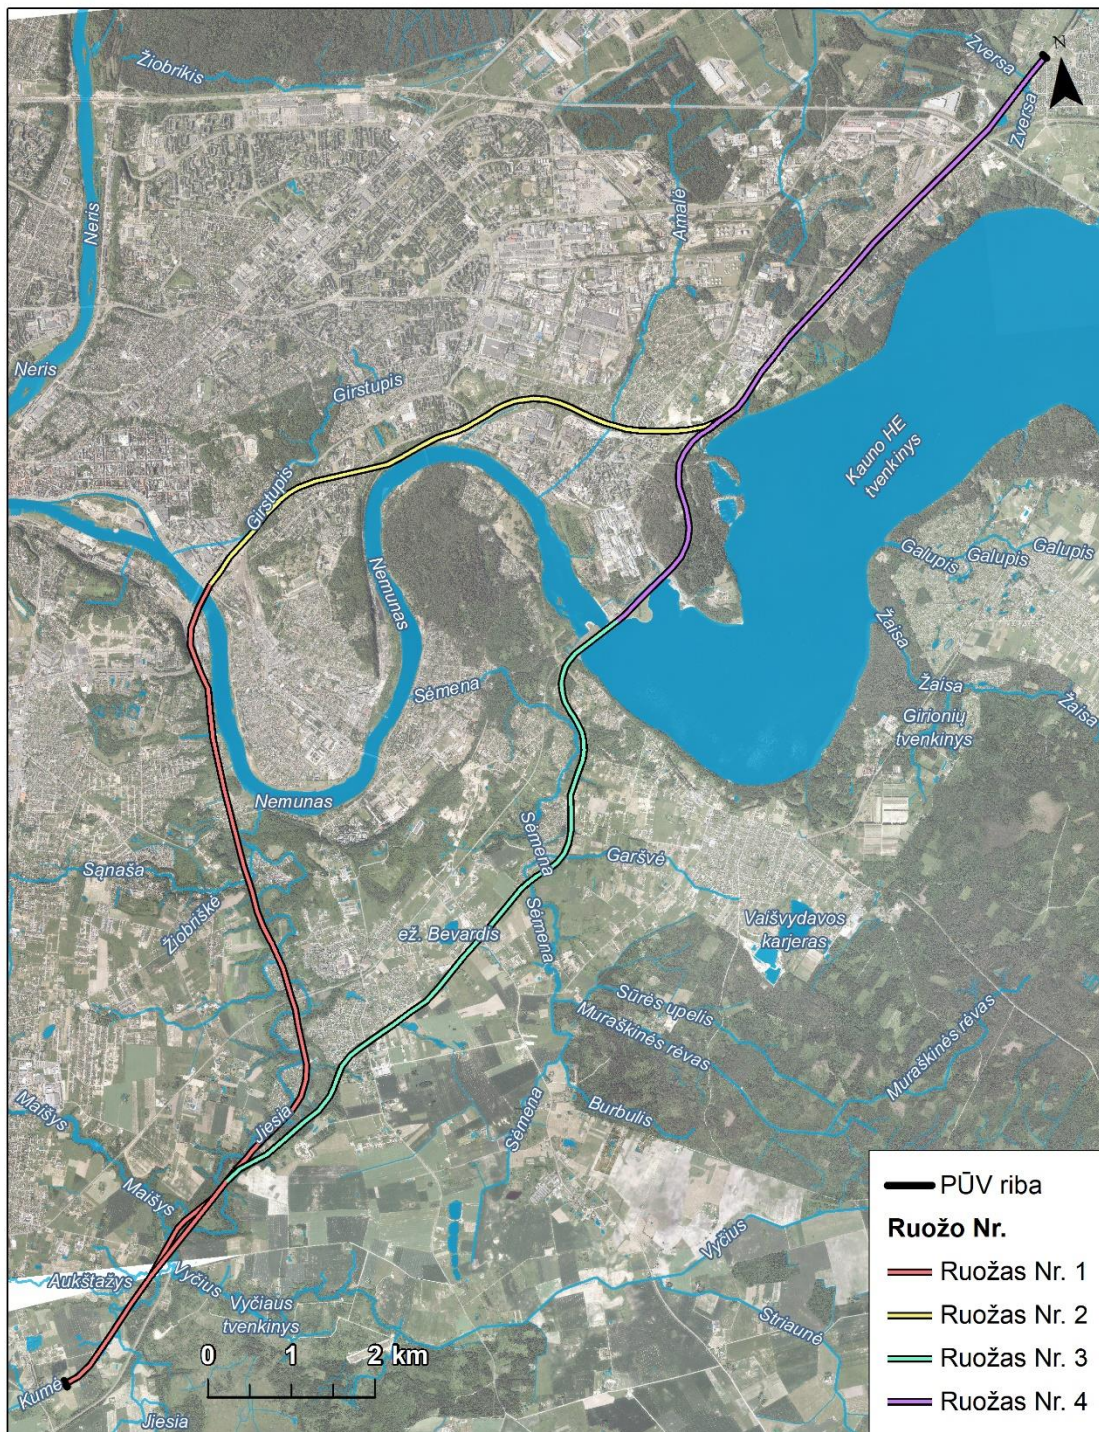 Žiobrikis
Žversa
N
Žversa
Neris
Amalė
Neris
Girstupis
Girstupis
Kauno HE
tvenkinys
Galupis
Galupis
Galupis
Nemunas
Žaisa
Žaisa
Žaisa
Sėmena
Girionių
tvenkinys
Nemunas
Sėmena
Garšvė
Sąnaša
Žiobriškė
Sėmena
ež. Bevardis
Vaišvydavos
karjeras
Sūrės upelis
Muraškinės rėvas
Muraškinės rėvas
Maišys
Jiesia
Sėmena
Burbulis
Maišys
Vyčius
Aukštažys
Vyčius
Vyčiaus
tvenkinys
Striaunė
Kumė
Jiesia
0 1 2 km
PŪV riba
Ruožo Nr.
Ruožas Nr. 1
Ruožas Nr. 2
Ruožas Nr. 3
Ruožas Nr. 4